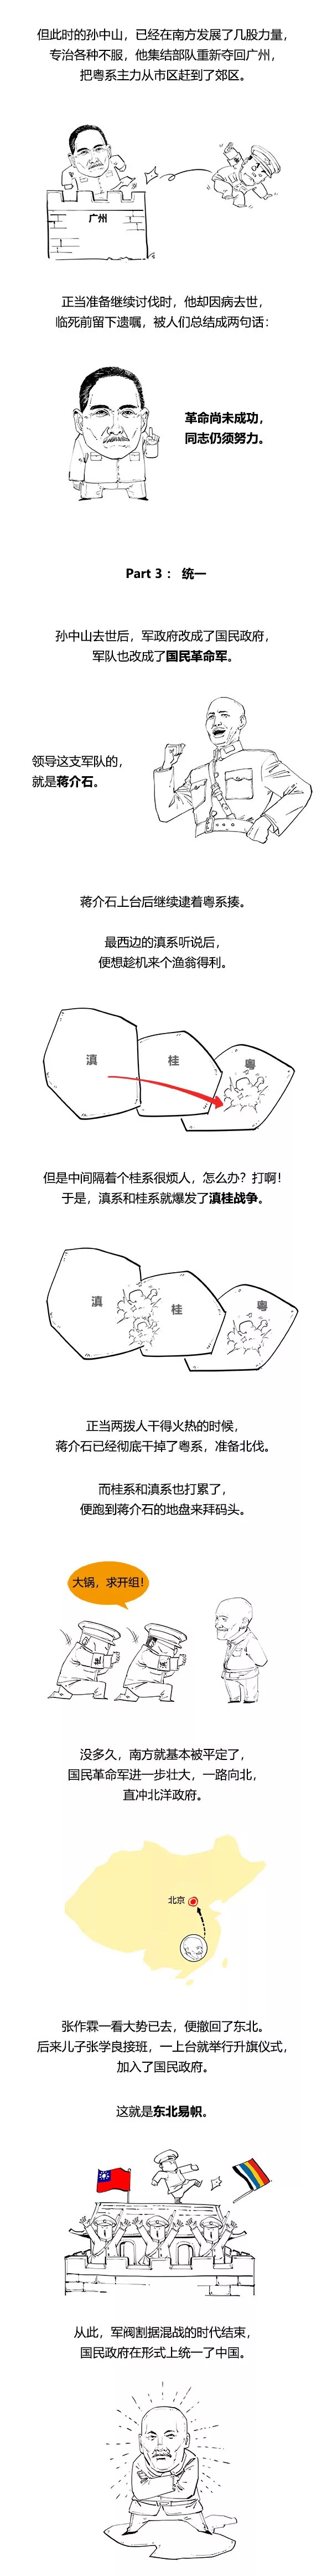 但此时的孙中山，已经在南方发展了几股力量，
专治各种不服，他集结部队重新夺回广州，
把粤系主力从市区赶到了郊区。
广州
正当准备继续讨伐时，他却因病去世，
临死前留下遗嘱，被人们总结成两句话：
革命尚未成功，
同志仍须努力。
Part 3： 统一
孙中山去世后，军政府改成了国民政府，
军队也改成了国民革命军。
领导这支军队的，
就是蒋介石。
蒋介石上台后继续逮着粤系揍。
最西边的滇系听说后，
便想趁机来个渔翁得利。
滇
桂
粤
但是中间隔着个桂系很烦人，怎么办？打啊！
于是，滇系和桂系就爆发了滇桂战争。
滇
桂
粤
正当两拨人干得火热的时候，
蒋介石已经彻底干掉了粤系，准备北伐。
而桂系和滇系也打累了，
便跑到蒋介石的地盘来拜码头。
大锅，求开组！
桂
滇
没多久，南方就基本被平定了，
国民革命军进一步壮大，一路向北，
直冲北洋政府。
北京
张作霖一看大势已去，便撤回了东北。
后来儿子张学良接班，一上台就举行升旗仪式，
加入了国民政府。
这就是东北易帜。
从此，军阀割据混战的时代结束，
国民政府在形式上统一了中国。